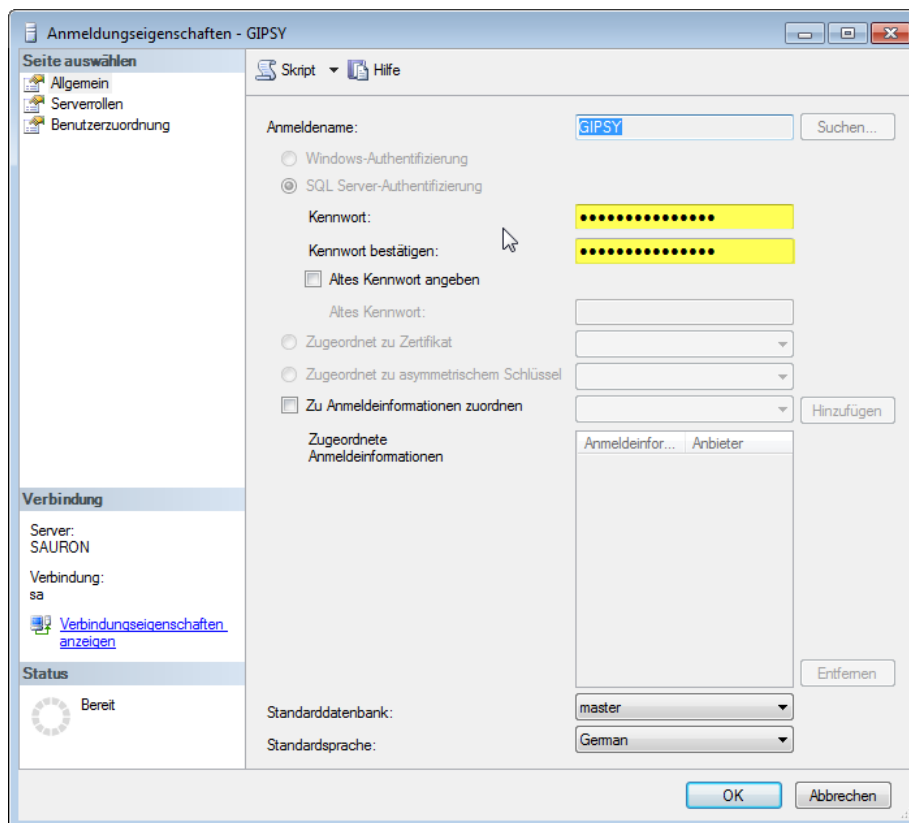 Anmeldungseigenschaften - GIPSY
Seite auswählen
Allgemein
Serverrollen
Benutzerzuordnung
Skript
Hilfe
Anmeldename:
GIPSY
Suchen...
Windows-Authentifizierung
SQL Server-Authentifizierung
Kennwort:
●●●●●●●●●●●●●●●
Kennwort bestätigen:
●●●●●●●●●●●●●●●
Altes Kennwort angeben
Altes Kennwort:
Zugeordnet zu Zertifikat
Zugeordnet zu asymmetrischem Schlüssel
Zu Anmeldeinformationen zuordnen
Hinzufügen
Zugeordnete
Anmeldeinformationen
Anmeldeinfor... Anbieter
Verbindung
Server:
SAURON
Verbindung:
sa
Verbindungseigenschaften
anzeigen
Status
Bereit
Entfernen
Standarddatenbank:
master
Standardsprache:
German
OK
Abbrechen